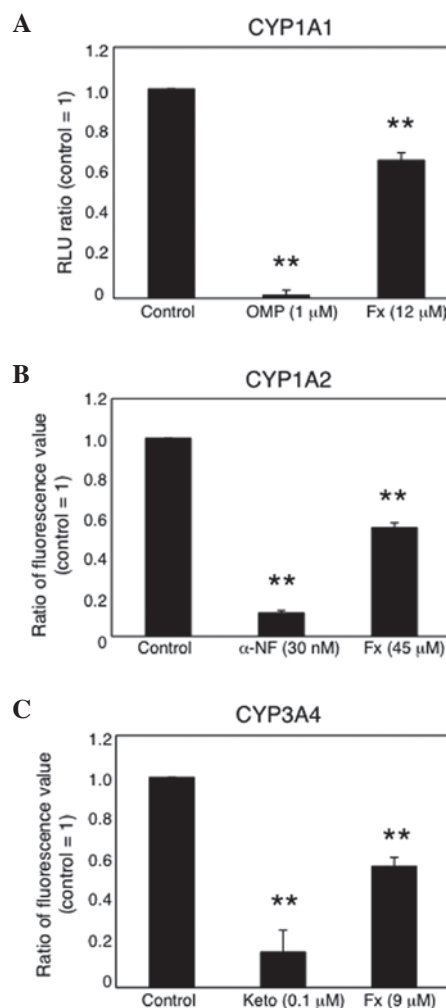 A
CYP1A1
RLU ratio (control = 1)
1.2
1.0
0.8
0.6
0.4
0.2
0
**
**
Control
OMP (1 μM)
Fx (12 μM)
B
CYP1A2
Ratio of fluorescence value
(control = 1)
1.2
1.0
0.8
0.6
0.4
0.2
0
**
**
Control
α-NF (30 nM)
Fx (45 μM)
C
CYP3A4
Ratio of fluorescence value
(control = 1)
1.2
1.0
0.8
0.6
0.4
0.2
0
**
**
Control
Keto (0.1 μM)
Fx (9 μM)